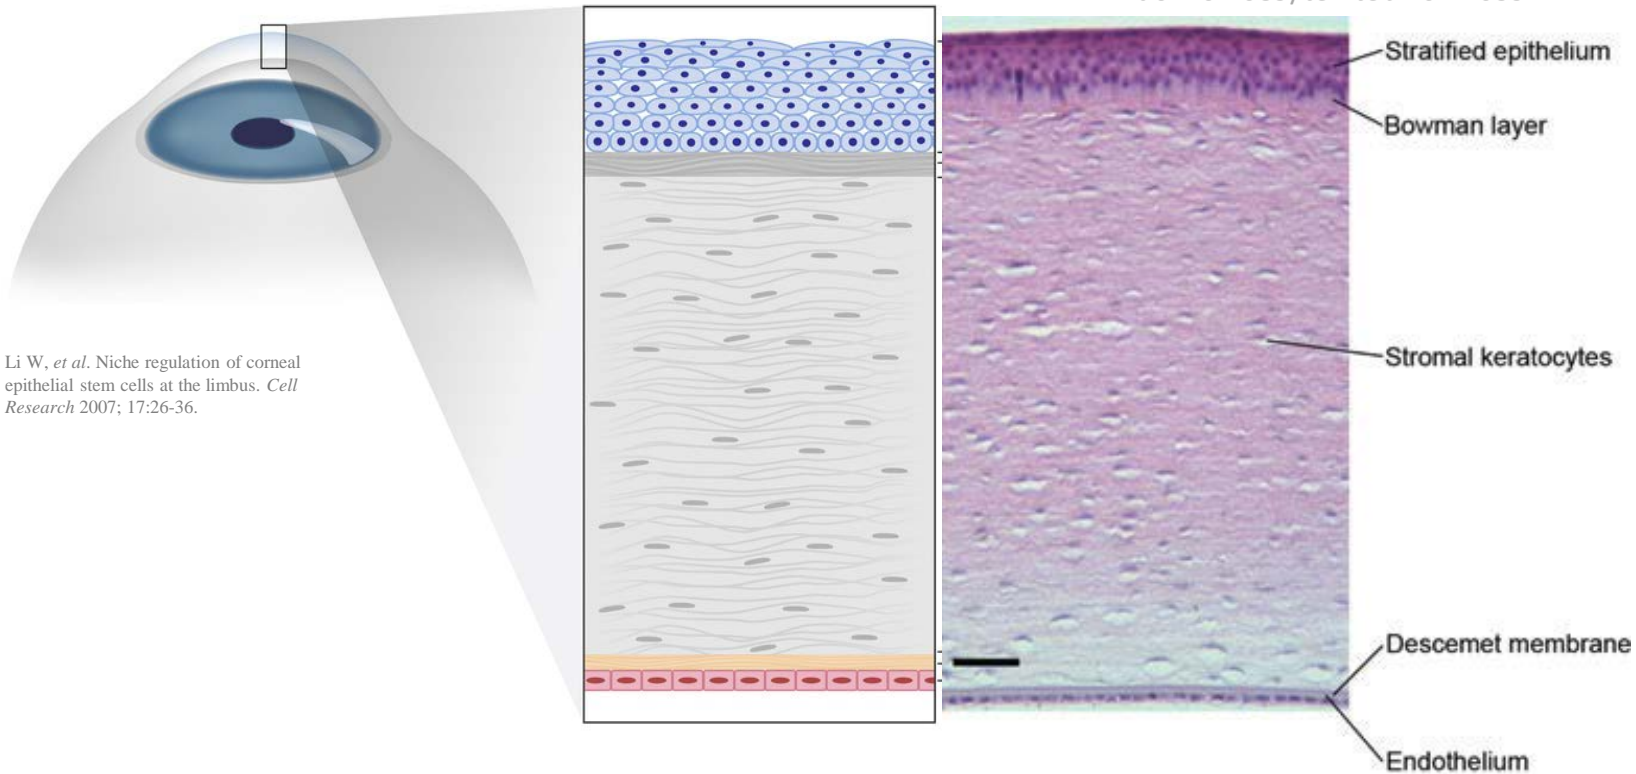 Stratified epithelium
Bowman layer
Stromal keratocytes
Li W, et al. Niche regulation of corneal
epithelial stem cells at the limbus. Cell
Research 2007; 17:26-36.
Descemet membrane
Endothelium